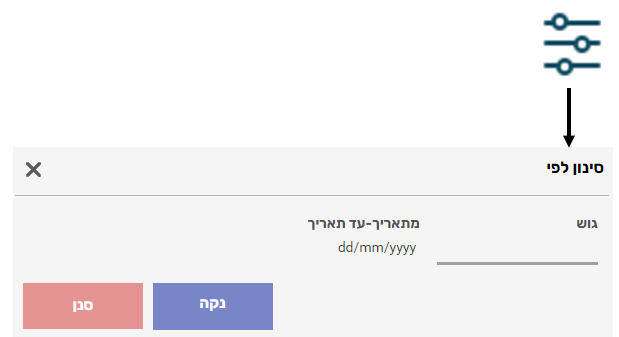 סינון לפי
גוש
מתאריך-עד תאריך
dd/mm/yyyy
נקה
סנן